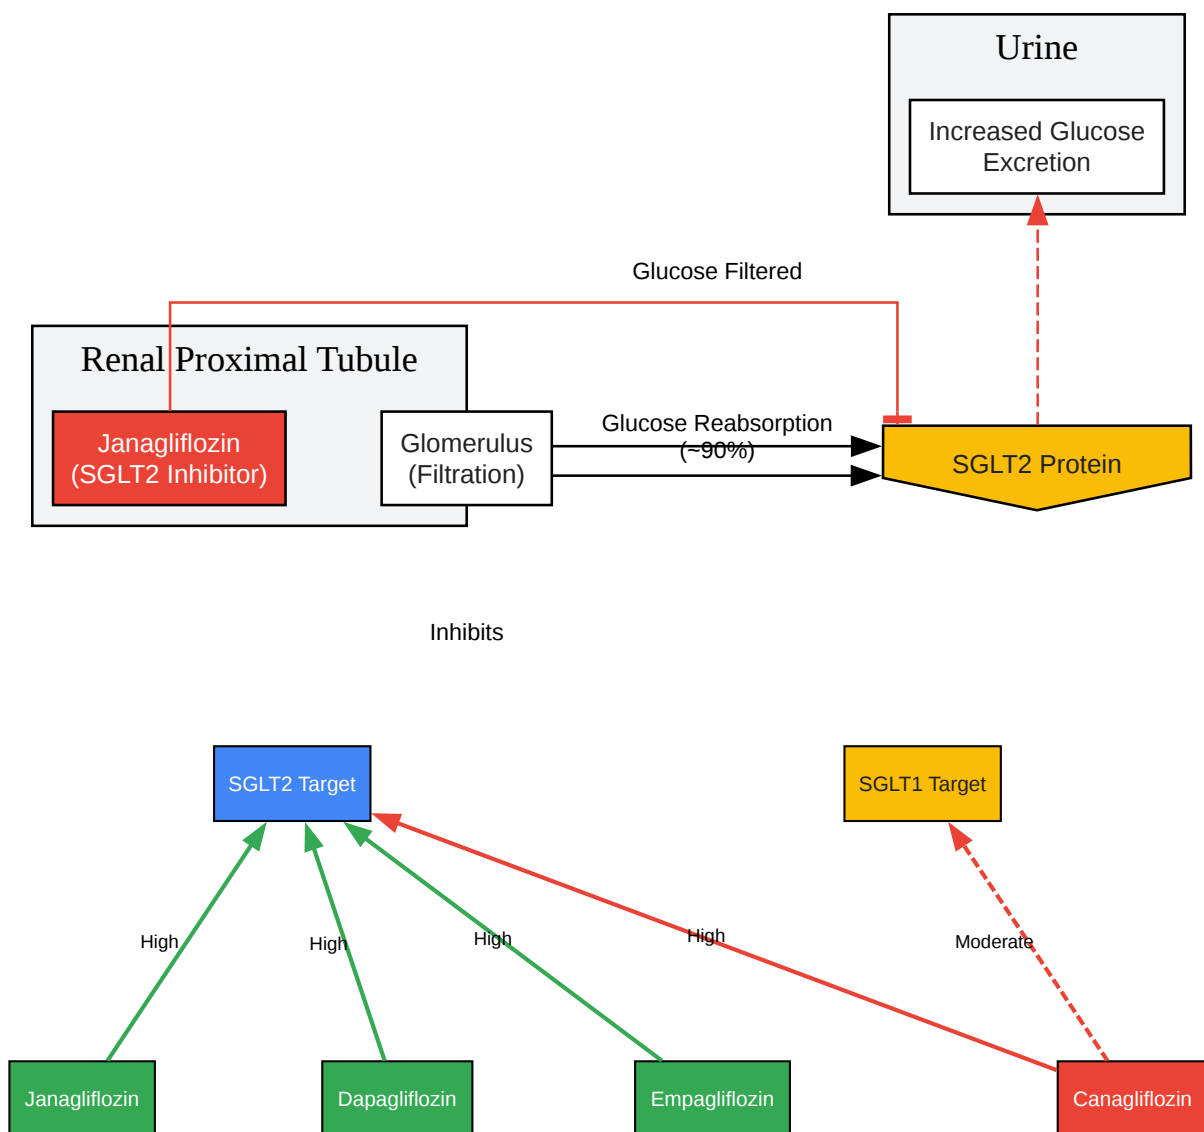 Urine
Increased Glucose
Excretion
Glucose Filtered
Renal Proximal Tubule
Janagliflozin
(SGLT2 Inhibitor)
Glomerulus
(Filtration)
Glucose Reabsorption
(~90%)
SGLT2 Protein
Inhibits
SGLT2 Target
SGLT1 Target
High
High
High
High
Moderate
Janagliflozin
Dapagliflozin
Empagliflozin
Canagliflozin